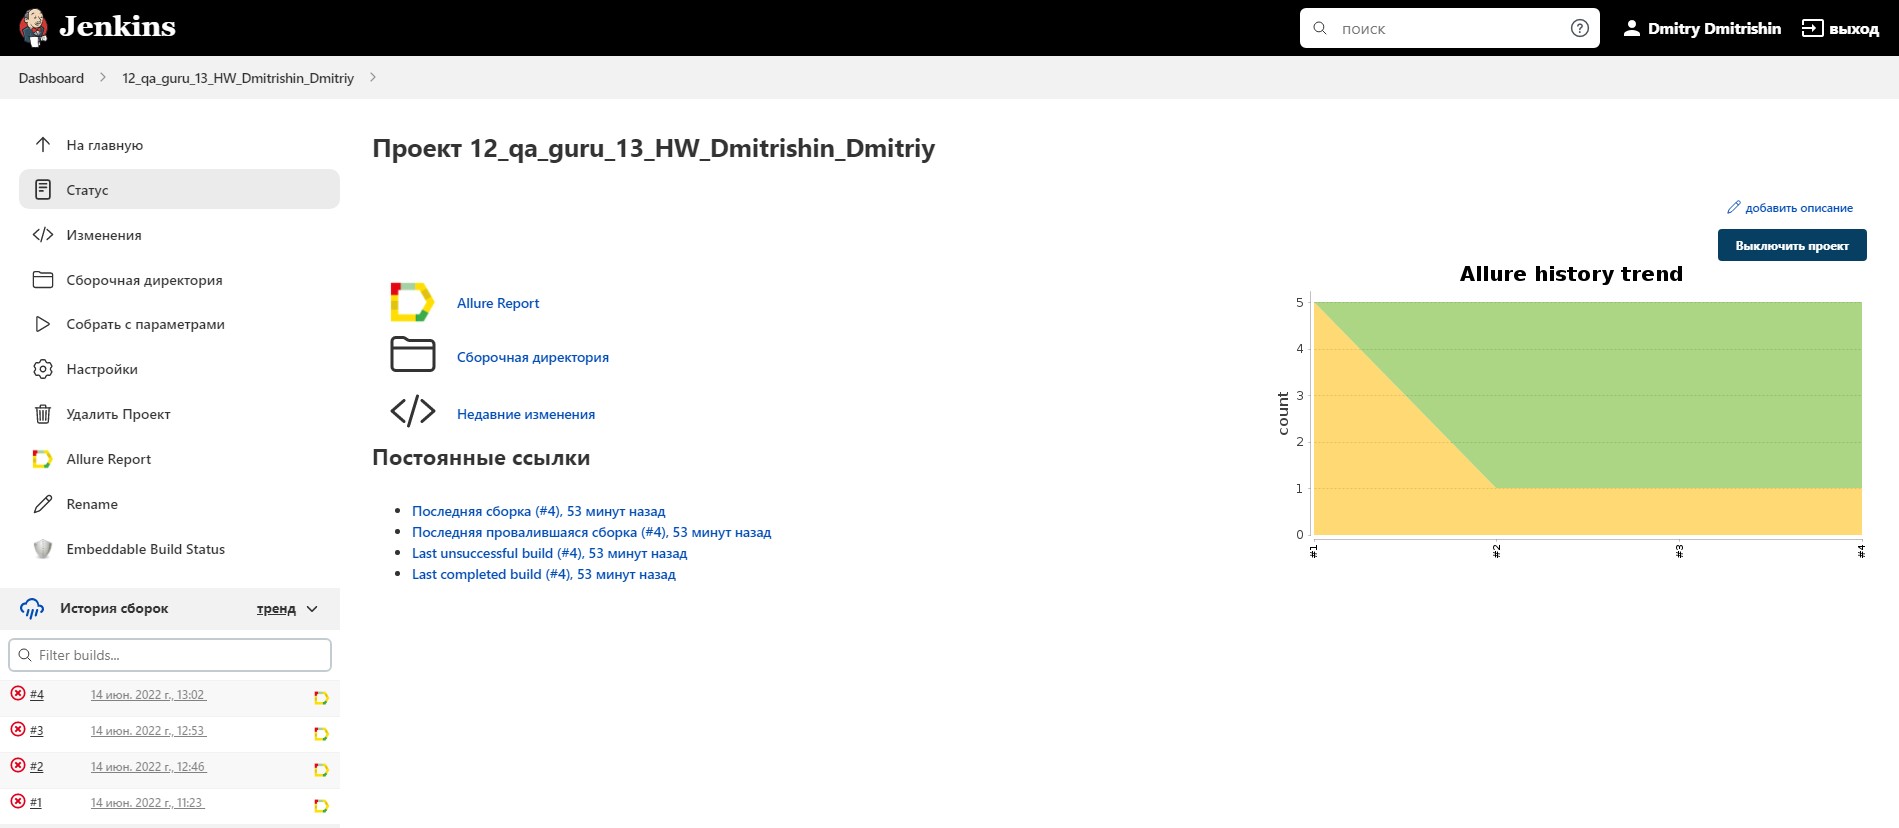 Jenkins
поиск
Dmitry Dmitrishin
выход
Dashboard
12_qa_guru_13_HW_Dmitrishin_Dmitriy
На главную
Статус
Изменения
Сборочная директория
Собрать с параметрами
Настройки
Удалить Проект
Allure Report
Rename
Embeddable Build Status
История сборок
тренд
Filter builds...
#4 14 июн. 2022 г., 13:02
#3 14 июн. 2022 г., 12:53
#2 14 июн. 2022 г., 12:46
#1 14 июн. 2022 г., 11:23
Проект 12_qa_guru_13_HW_Dmitrishin_Dmitriy
добавить описание
Выключить проект
Allure Report
Сборочная директория
Недавние изменения
Постоянные ссылки
Последняя сборка (#4), 53 минут назад
Последняя провалившаяся сборка (#4), 53 минут назад
Last unsuccessful build (#4), 53 минут назад
Last completed build (#4), 53 минут назад
Allure history trend
count
5
4
3
2
1
0
#1
#2
#3
#4